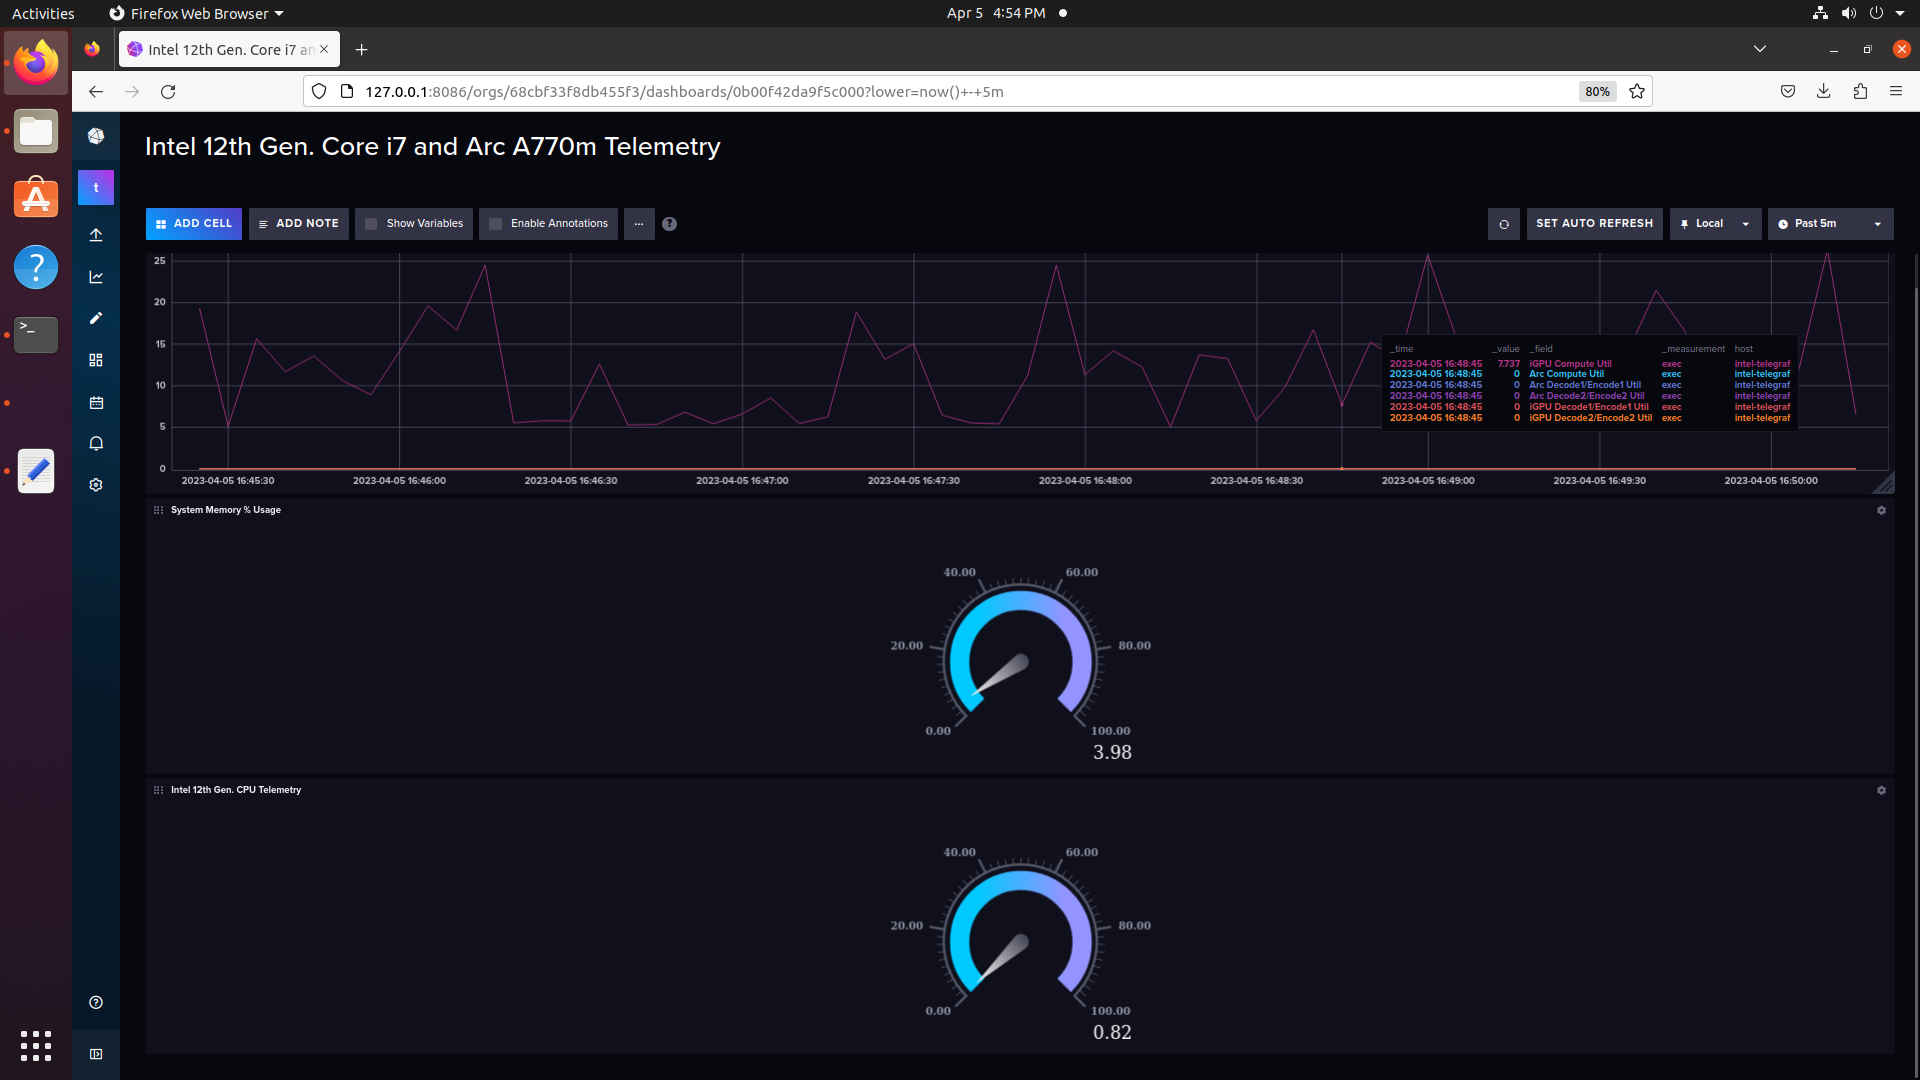 Activities Firefox Web Browser Apr 5 4:54 PM
Intel 12th Gen. Core i7 an
127.0.0.1:8086/orgs/68cbf33f8db455f3/dashboards/0b00f42da9f5c000?lower=now()+-+5m 80%
Intel 12th Gen. Core i7 and Arc A770m Telemetry
t
ADD CELL ADD NOTE Show Variables Enable Annotations ... ? SET AUTO REFRESH Local Past 5m
25
20
15
10
5
0
_time _value _field _measurement host
2023-04-05 16:48:45 7.737 iGPU Compute Util exec intel-telegraf
2023-04-05 16:48:45 0 Arc Compute Util exec intel-telegraf
2023-04-05 16:48:45 0 Arc Decode1/Encode1 Util exec intel-telegraf
2023-04-05 16:48:45 0 Arc Decode2/Encode2 Util exec intel-telegraf
2023-04-05 16:48:45 0 iGPU Decode1/Encode1 Util exec intel-telegraf
2023-04-05 16:48:45 0 iGPU Decode2/Encode2 Util exec intel-telegraf
2023-04-05 16:45:30 2023-04-05 16:46:00 2023-04-05 16:46:30 2023-04-05 16:47:00 2023-04-05 16:47:30 2023-04-05 16:48:00 2023-04-05 16:48:30 2023-04-05 16:49:00 2023-04-05 16:49:30 2023-04-05 16:50:00
System Memory % Usage
40.00 60.00
20.00 80.00
0.00 100.00
3.98
Intel 12th Gen. CPU Telemetry
40.00 60.00
20.00 80.00
0.00 100.00
0.82